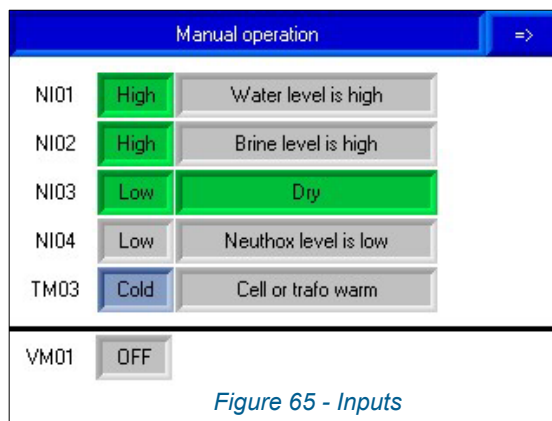 Manual operation =>
NI01 High Water level is high
NI02 High Brine level is high
NI03 Low Dry
NI04 Low Neuthox level is low
TM03 Cold Cell or trafo warm
VM01 OFF
Figure 65 - Inputs